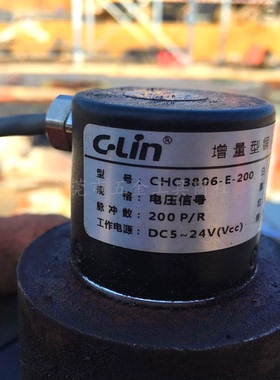 C-Lin®
增量型
型 号: CHC3806-E-200
规 格: 电压信号
脉 冲 数: 200 P/R
工作电源: DC5~24V(Vcc)